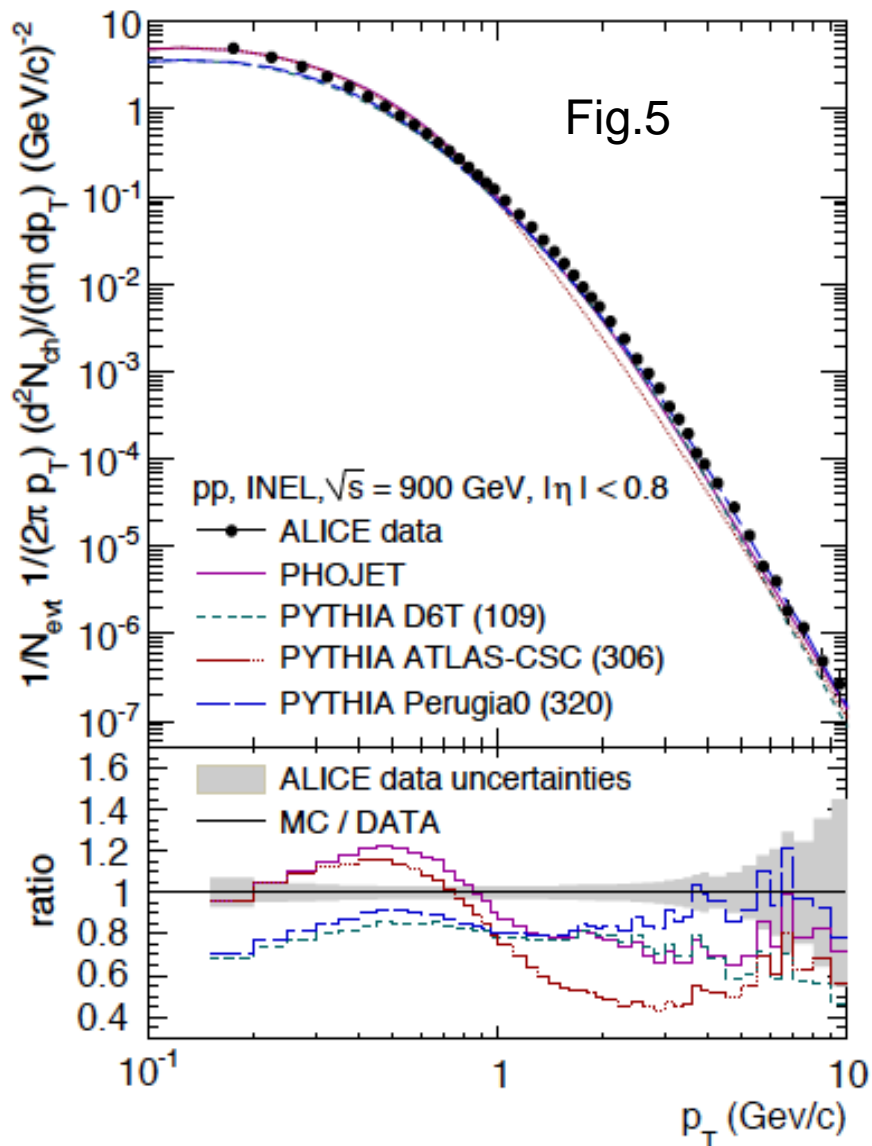 10
1
10⁻¹
10⁻²
10⁻³
10⁻⁴
10⁻⁵
10⁻⁶
10⁻⁷
1/N_evt 1/(2π p_T) (d²N_ch)/(dη dp_T) (GeV/c)⁻²
Fig.5
pp, INEL,√s = 900 GeV, |η| < 0.8
ALICE data
PHOJET
PYTHIA D6T (109)
PYTHIA ATLAS-CSC (306)
PYTHIA Perugia0 (320)
1.6
1.4
1.2
1
0.8
0.6
0.4
ratio
ALICE data uncertainties
MC / DATA
10⁻¹ 1 10
p_T (Gev/c)